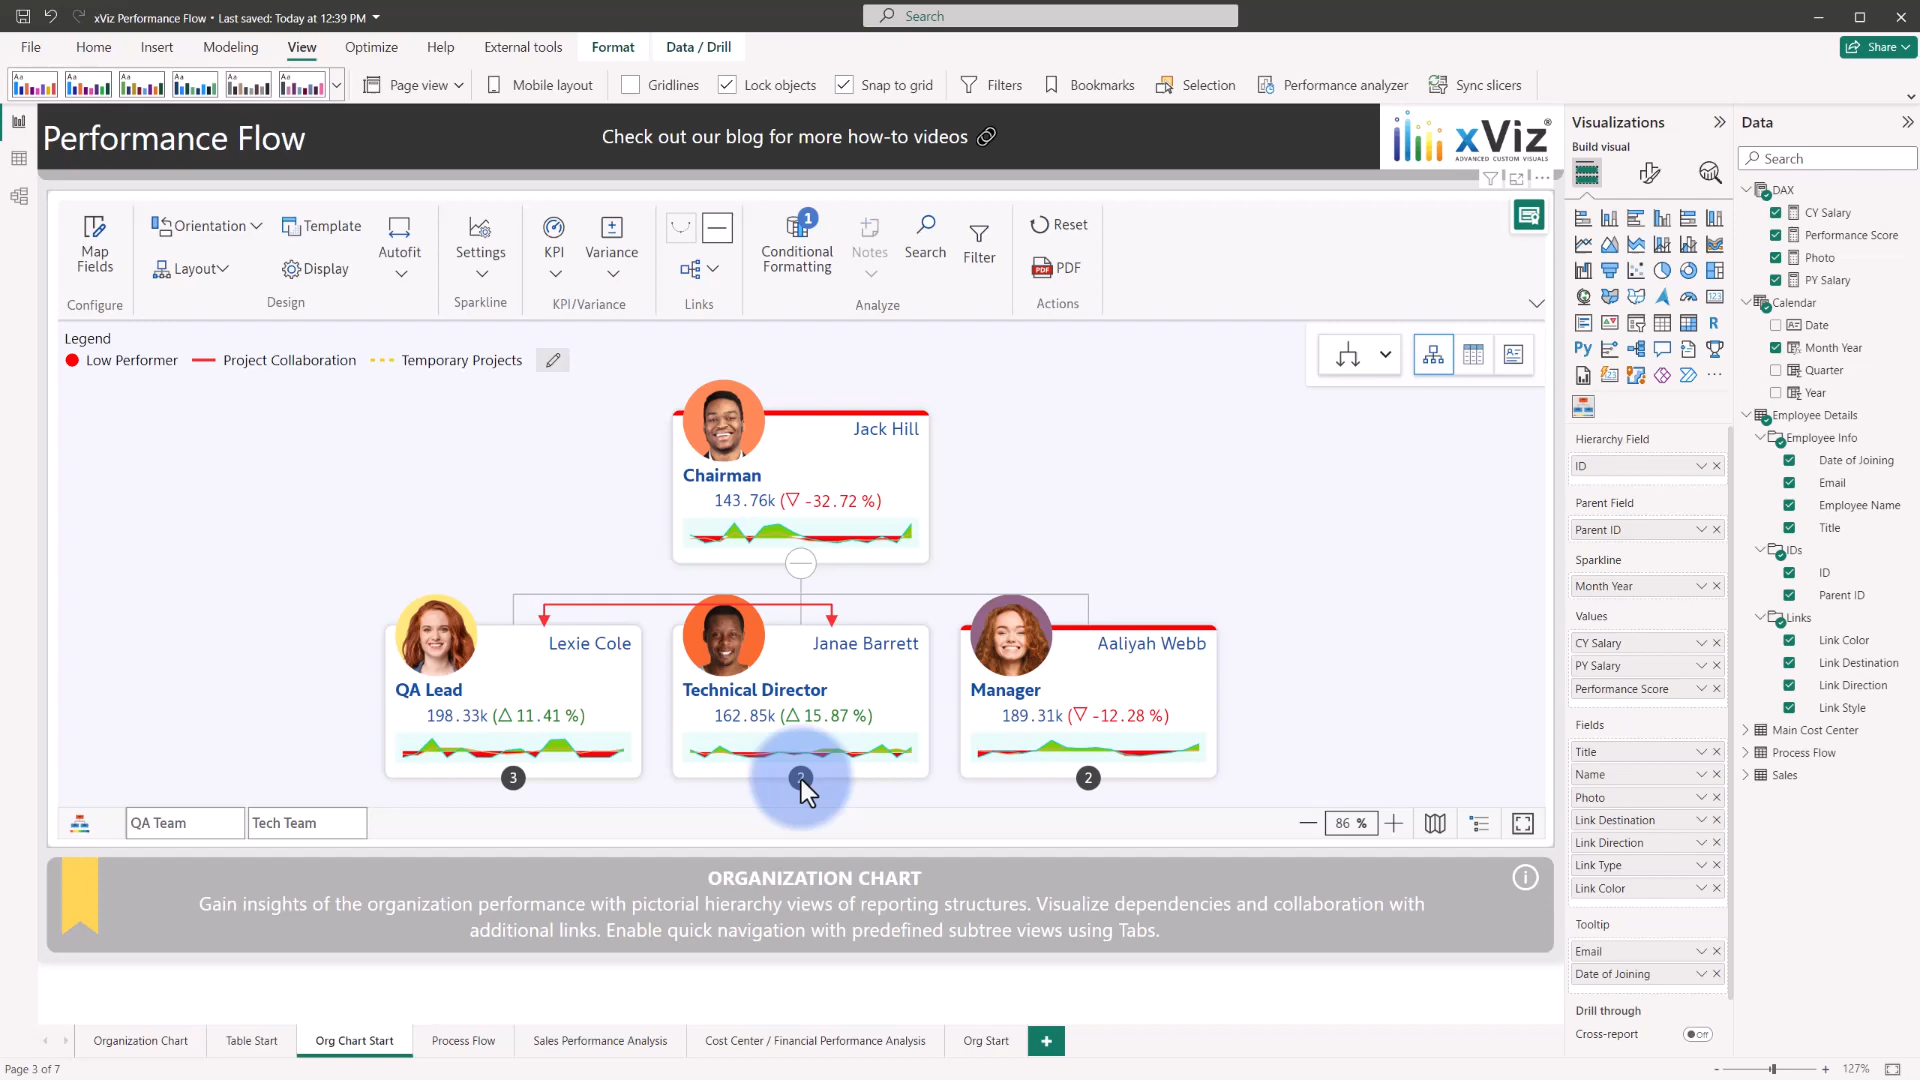 xViz Performance Flow • Last saved: Today at 12:39 PM
Search
File
Home
Insert
Modeling
View
Optimize
Help
External tools
Format
Data / Drill
Share
Page view
Mobile layout
Gridlines
Lock objects
Snap to grid
Filters
Bookmarks
Selection
Performance analyzer
Sync slicers
Performance Flow
Check out our blog for more how-to videos
xViz®
ADVANCED CUSTOM VISUALS
Map
Fields
Configure
Orientation
Layout
Template
Display
Design
Autofit
Settings
Sparkline
KPI
Variance
KPI/Variance
Links
1
Conditional
Formatting
Notes
Search
Filter
Analyze
Reset
PDF
PDF
Actions
Legend
Low Performer
Project Collaboration
Temporary Projects
Jack Hill
Chairman
143.76k (▽ -32.72 %)
Lexie Cole
QA Lead
198.33k (△ 11.41 %)
3
Janae Barrett
Technical Director
162.85k (△ 15.87 %)
Aaliyah Webb
Manager
189.31k (▽ -12.28 %)
2
QA Team
Tech Team
86 %
ORGANIZATION CHART
Gain insights of the organization performance with pictorial hierarchy views of reporting structures. Visualize dependencies and collaboration with
additional links. Enable quick navigation with predefined subtree views using Tabs.
Organization Chart
Table Start
Org Chart Start
Process Flow
Sales Performance Analysis
Cost Center / Financial Performance Analysis
Org Start
Page 3 of 7
127%
Visualizations
Build visual
R
Py
123
Hierarchy Field
ID
Parent Field
Parent ID
Sparkline
Month Year
Values
CY Salary
PY Salary
Performance Score
Fields
Title
Name
Photo
Link Destination
Link Direction
Link Type
Link Color
Tooltip
Email
Date of Joining
Drill through
Cross-report
Off
Data
Search
DAX
CY Salary
Performance Score
Photo
PY Salary
Calendar
Date
Month Year
Quarter
Year
Employee Details
Employee Info
Date of Joining
Email
Employee Name
Title
IDs
ID
Parent ID
Links
Link Color
Link Destination
Link Direction
Link Style
Main Cost Center
Process Flow
Sales